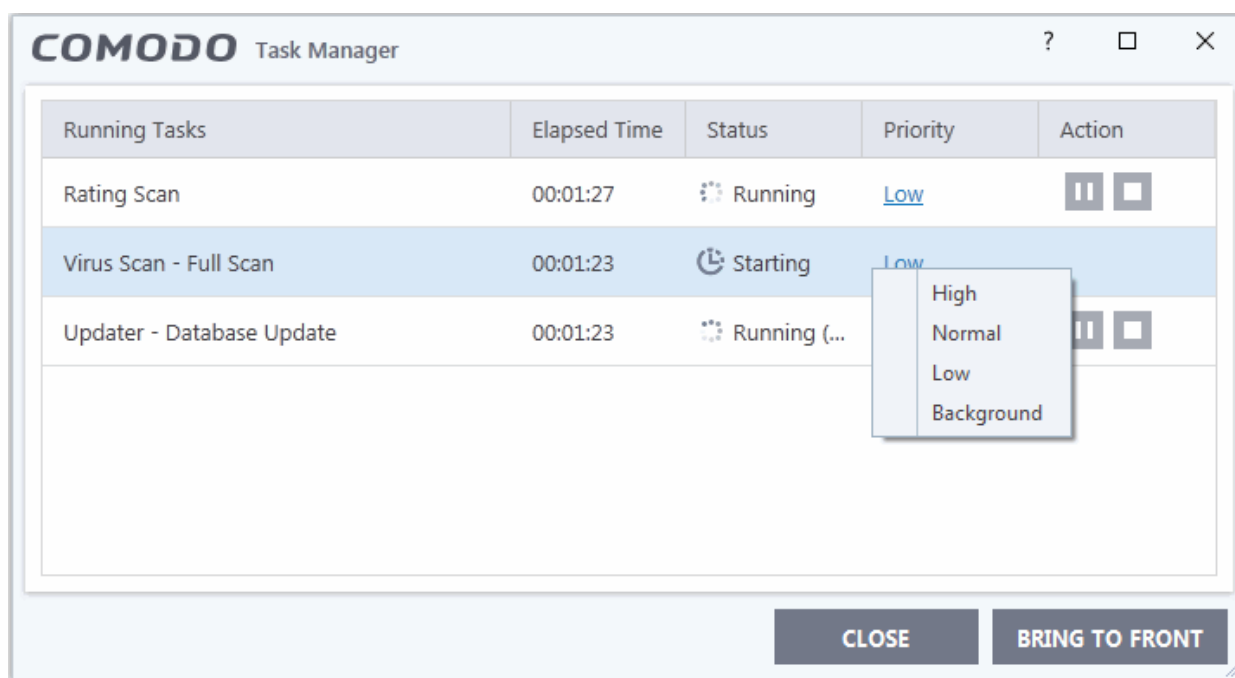 COMODO Task Manager ?
Running Tasks Elapsed Time Status Priority Action
Rating Scan 00:01:27 Running Low
Virus Scan - Full Scan 00:01:23 Starting Low
High
Updater - Database Update 00:01:23 Running (... Normal
Low
Background
CLOSE BRING TO FRONT